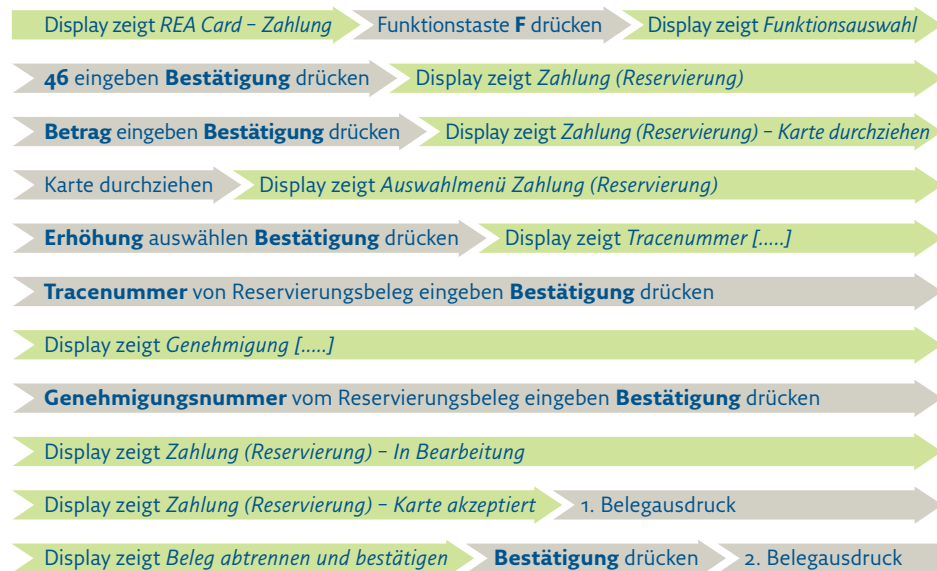 Display zeigt REA Card – Zahlung Funktionstaste F drücken Display zeigt Funktionsauswahl
46 eingeben Bestätigung drücken Display zeigt Zahlung (Reservierung)
Betrag eingeben Bestätigung drücken Display zeigt Zahlung (Reservierung) – Karte durchziehen
Karte durchziehen Display zeigt Auswahlmenü Zahlung (Reservierung)
Erhöhung auswählen Bestätigung drücken Display zeigt Tracenummer [.....]
Tracenummer von Reservierungsbeleg eingeben Bestätigung drücken
Display zeigt Genehmigung [.....]
Genehmigungsnummer vom Reservierungsbeleg eingeben Bestätigung drücken
Display zeigt Zahlung (Reservierung) – In Bearbeitung
Display zeigt Zahlung (Reservierung) – Karte akzeptiert 1. Belegausdruck
Display zeigt Beleg abtrennen und bestätigen Bestätigung drücken 2. Belegausdruck